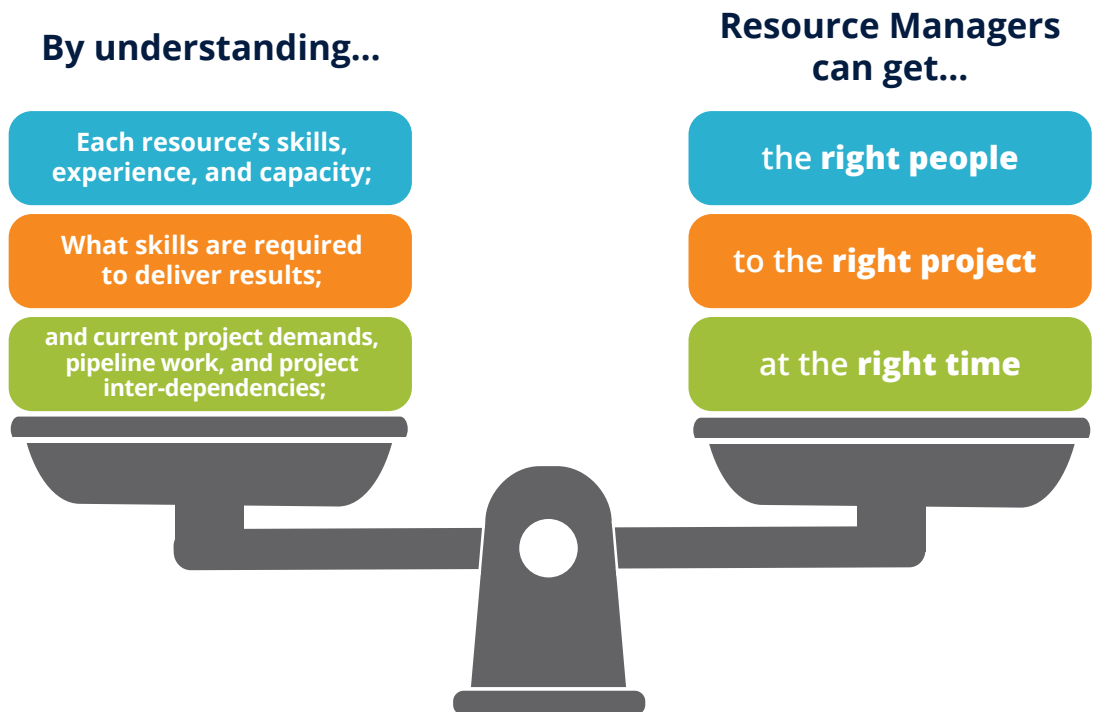 By understanding...
Each resource’s skills,
experience, and capacity;
What skills are required
to deliver results;
and current project demands,
pipeline work, and project
inter-dependencies;
Resource Managers
can get...
the right people
to the right project
at the right time